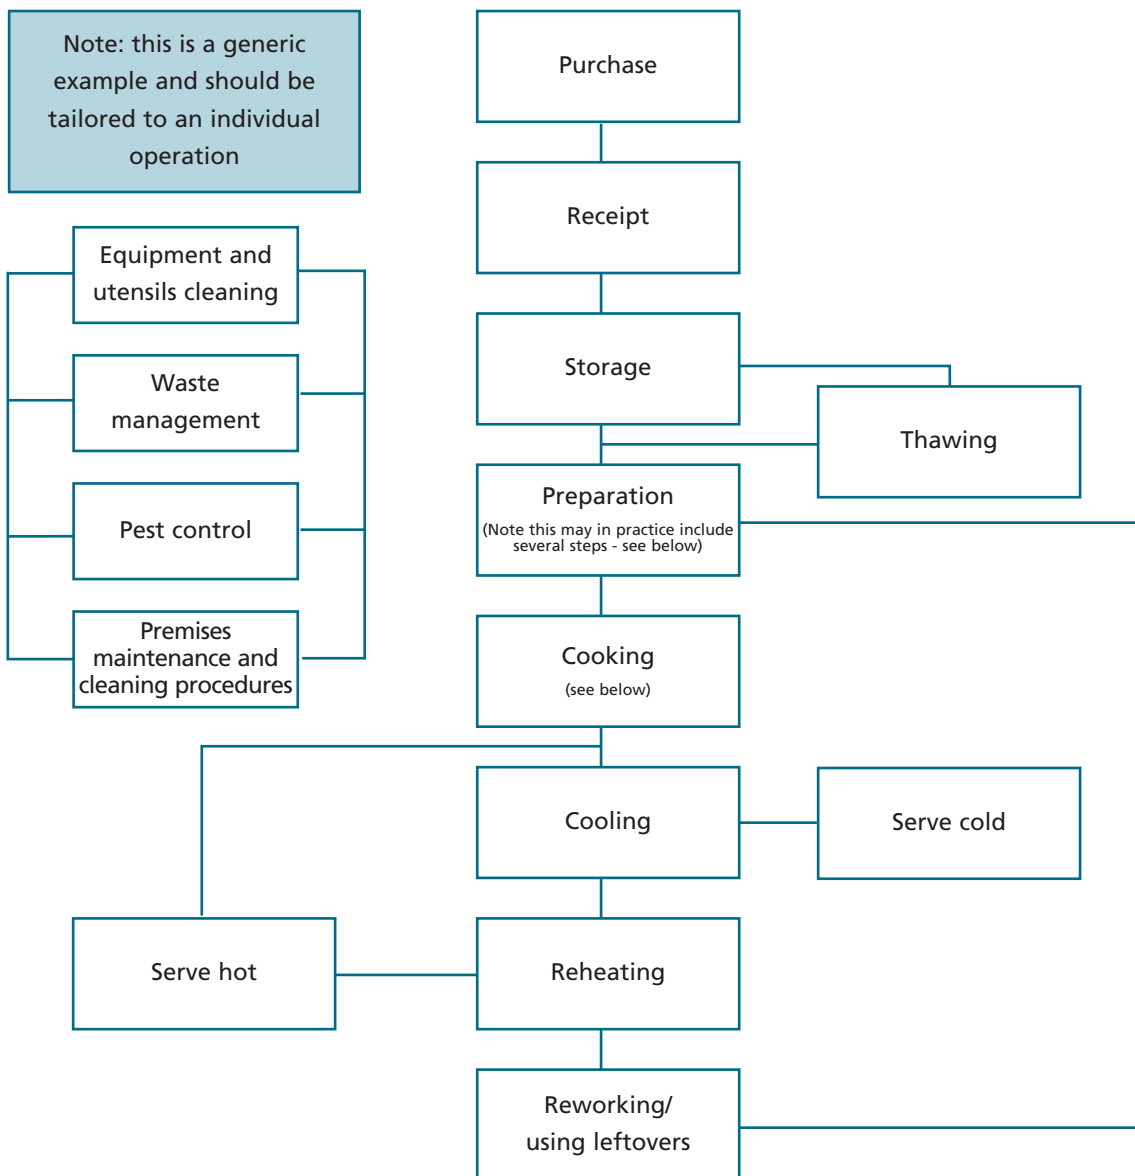 Note: this is a generic
example and should be
tailored to an individual
operation
Purchase
Receipt
Equipment and
utensils cleaning
Storage
Waste
management
Thawing
Preparation
(Note this may in practice include
several steps - see below)
Pest control
Premises
maintenance and
cleaning procedures
Cooking
(see below)
Cooling
Serve cold
Serve hot
Reheating
Reworking/
using leftovers